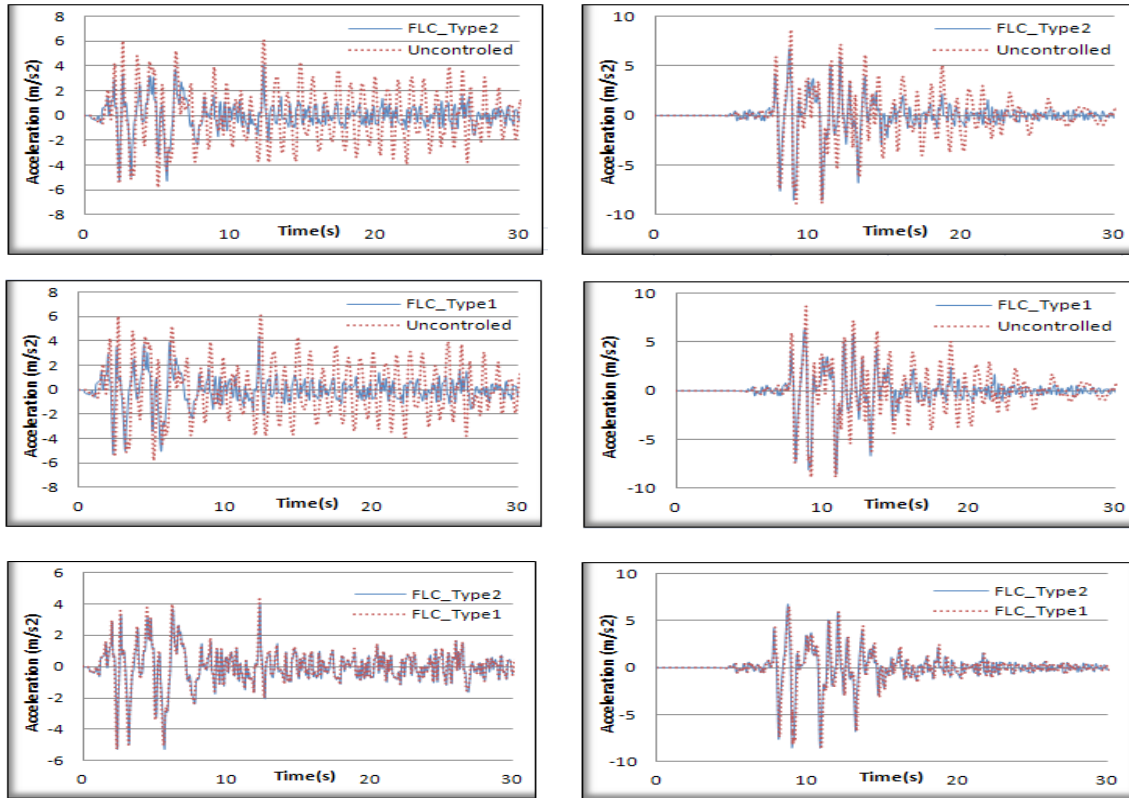 8
6
4
2
0
-2
-4
-6
-8
Acceleration (m/s2)
FLC_Type2
Uncontroled
0
10
20
30
Time(s)
10
5
0
-5
-10
Acceleration (m/s2)
FLC_Type2
Uncontrolled
0
10
20
30
Time(s)
8
6
4
2
0
-2
-4
-6
-8
Acceleration (m/s2)
FLC_Type1
Uncontroled
0
10
20
30
Time(s)
10
5
0
-5
-10
Acceleration (m/s2)
FLC_Type1
Uncontrolled
0
10
20
30
Time(s)
6
4
2
0
-2
-4
-6
Acceleration (m/s2)
FLC_Type2
FLC_Type1
0
10
20
30
Time(s)
10
5
0
-5
-10
Acceleration (m/s2)
FLC_Type2
FLC_Type1
0
10
20
30
Time(s)